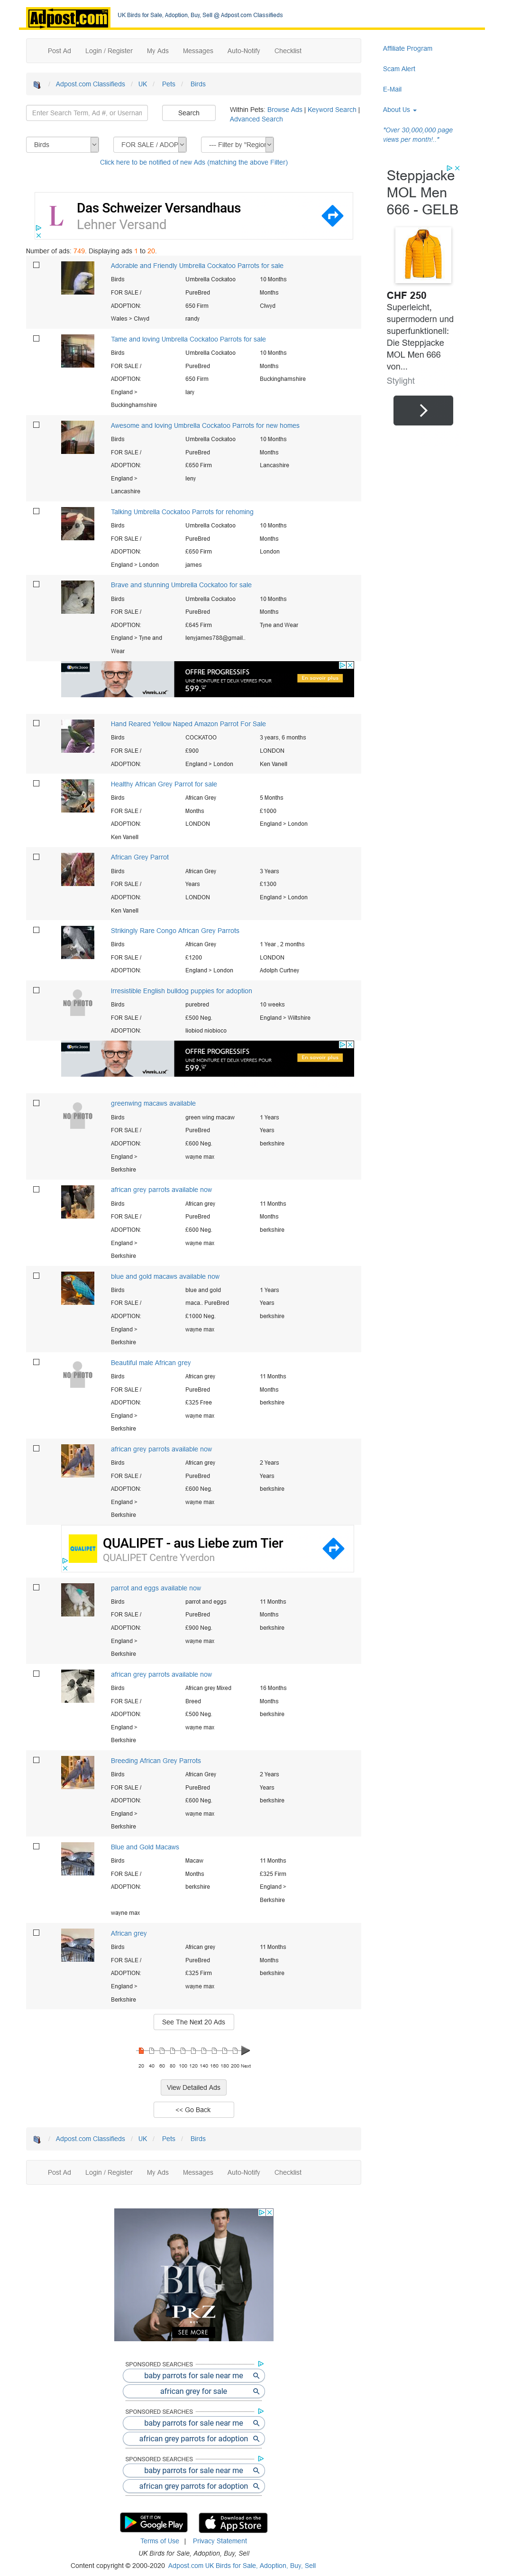 Adpost.com
UK Birds for Sale, Adoption, Buy, Sell @ Adpost.com Classifieds
Post Ad Login / Register My Ads Messages Auto-Notify Checklist
Affiliate Program
Scam Alert
E-Mail
About Us
"Over 30,000,000 page
views per month!. "
/ Adpost.com Classifieds / UK / Pets / Birds
Enter Search Term, Ad #, or Usernam
Search
Within Pets: Browse Ads | Keyword Search |
Advanced Search
Birds FOR SALE / ADOP --- Filter by "Region
Click here to be notified of new Ads (matching the above Filter)
Das Schweizer Versandhaus
Lehner Versand
Steppjacke
MOL Men
666 - GELB
CHF 250
Superleicht,
supermodern und
superfunktionell:
Die Steppjacke
MOL Men 666
von...
Stylight
Number of ads: 749. Displaying ads 1 to 20.
Adorable and Friendly Umbrella Cockatoo Parrots for sale
Birds Umbrella Cockatoo 10 Months
FOR SALE / PureBred Months
ADOPTION: 650 Firm Clwyd
Wales > Clwyd randy
Tame and loving Umbrella Cockatoo Parrots for sale
Birds Umbrella Cockatoo 10 Months
FOR SALE / PureBred Months
ADOPTION: 650 Firm Buckinghamshire
England > lary
Buckinghamshire
Awesome and loving Umbrella Cockatoo Parrots for new homes
Birds Umbrella Cockatoo 10 Months
FOR SALE / PureBred Months
ADOPTION: £650 Firm Lancashire
England > leny
Lancashire
Talking Umbrella Cockatoo Parrots for rehoming
Birds Umbrella Cockatoo 10 Months
FOR SALE / PureBred Months
ADOPTION: £650 Firm London
England > London james
Brave and stunning Umbrella Cockatoo for sale
Birds Umbrella Cockatoo 10 Months
FOR SALE / PureBred Months
ADOPTION: £645 Firm Tyne and Wear
England > Tyne and lenyjames788@gmail..
Wear
OFFRE PROGRESSIFS
UNE MONTURE ET DEUX VERRES POUR
599.-
En savoir plus
Hand Reared Yellow Naped Amazon Parrot For Sale
Birds COCKATOO 3 years, 6 months
FOR SALE / £900 LONDON
ADOPTION: England > London Ken Vanell
Healthy African Grey Parrot for sale
Birds African Grey 5 Months
FOR SALE / Months £1000
ADOPTION: LONDON England > London
Ken Vanell
African Grey Parrot
Birds African Grey 3 Years
FOR SALE / Years £1300
ADOPTION: LONDON England > London
Ken Vanell
Strikingly Rare Congo African Grey Parrots
Birds African Grey 1 Year , 2 months
FOR SALE / £1200 LONDON
ADOPTION: England > London Adolph Curtney
Irresistible English bulldog puppies for adoption
NO PHOTO
Birds purebred 10 weeks
FOR SALE / £500 Neg. England > Wiltshire
ADOPTION: liobiod niobioco
OFFRE PROGRESSIFS
UNE MONTURE ET DEUX VERRES POUR
599.-
En savoir plus
greenwing macaws available
NO PHOTO
Birds green wing macaw 1 Years
FOR SALE / PureBred Years
ADOPTION: £600 Neg. berkshire
England > wayne max
Berkshire
african grey parrots available now
Birds African grey 11 Months
FOR SALE / PureBred Months
ADOPTION: £600 Neg. berkshire
England > wayne max
Berkshire
blue and gold macaws available now
Birds blue and gold 1 Years
FOR SALE / maca.. PureBred Years
ADOPTION: £1000 Neg. berkshire
England > wayne max
Berkshire
Beautiful male African grey
NO PHOTO
Birds African grey 11 Months
FOR SALE / PureBred Months
ADOPTION: £325 Free berkshire
England > wayne max
Berkshire
african grey parrots available now
Birds African grey 2 Years
FOR SALE / PureBred Years
ADOPTION: £600 Neg. berkshire
England > wayne max
Berkshire
QUALIPET
QUALIPET - aus Liebe zum Tier
QUALIPET Centre Yverdon
parrot and eggs available now
Birds parrot and eggs 11 Months
FOR SALE / PureBred Months
ADOPTION: £900 Neg. berkshire
England > wayne max
Berkshire
african grey parrots available now
Birds African grey Mixed 16 Months
FOR SALE / Breed Months
ADOPTION: £500 Neg. berkshire
England > wayne max
Berkshire
Breeding African Grey Parrots
Birds African Grey 2 Years
FOR SALE / PureBred Years
ADOPTION: £600 Neg. berkshire
England > wayne max
Berkshire
Blue and Gold Macaws
Birds Macaw 11 Months
FOR SALE / Months £325 Firm
ADOPTION: berkshire England >
Berkshire
wayne max
African grey
Birds African grey 11 Months
FOR SALE / PureBred Months
ADOPTION: £325 Firm berkshire
England > wayne max
Berkshire
See The Next 20 Ads
20 40 60 80 100 120 140 160 180 200 Next
View Detailed Ads
<< Go Back
/ Adpost.com Classifieds / UK / Pets / Birds
Post Ad Login / Register My Ads Messages Auto-Notify Checklist
BIG
PKZ
SEE MORE
SPONSORED SEARCHES
baby parrots for sale near me
african grey for sale
SPONSORED SEARCHES
baby parrots for sale near me
african grey parrots for adoption
SPONSORED SEARCHES
baby parrots for sale near me
african grey parrots for adoption
GET IT ON
Google Play
Download on the
App Store
Terms of Use | Privacy Statement
UK Birds for Sale, Adoption, Buy, Sell
Content copyright © 2000-2020 Adpost.com UK Birds for Sale, Adoption, Buy, Sell